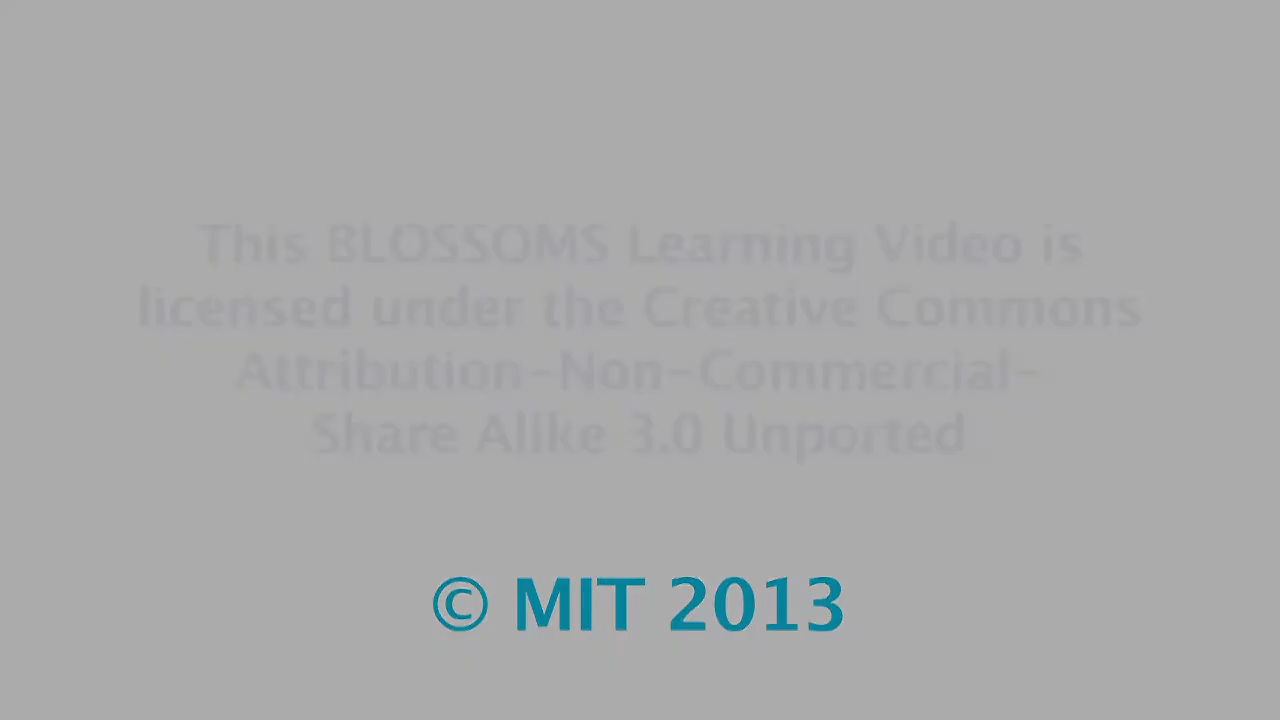 This BLOSSOMS Learning Video is
licensed under the Creative Commons
Attribution-Non-Commercial-
Share Alike 3.0 Unported
© MIT 2013